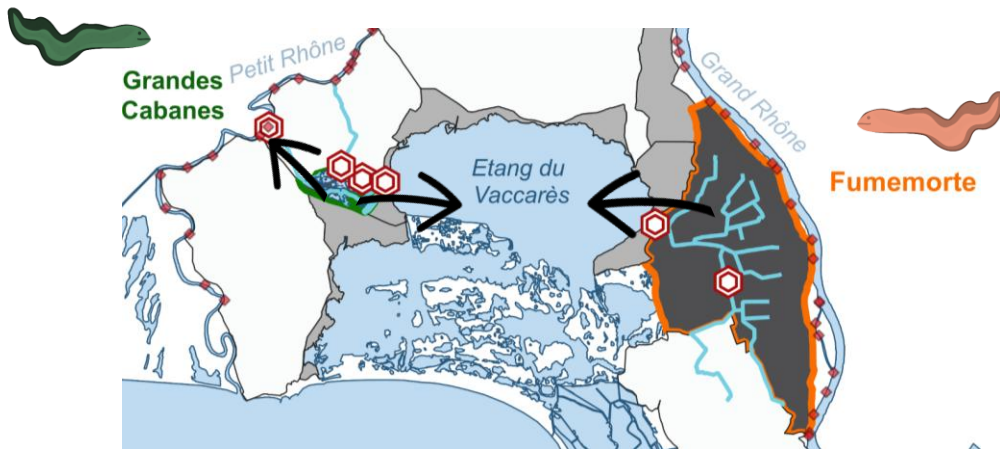 Petit Rhône
Grandes
Cabanes
Grand Rhône
Etang du
Vaccarès
Fumemorte